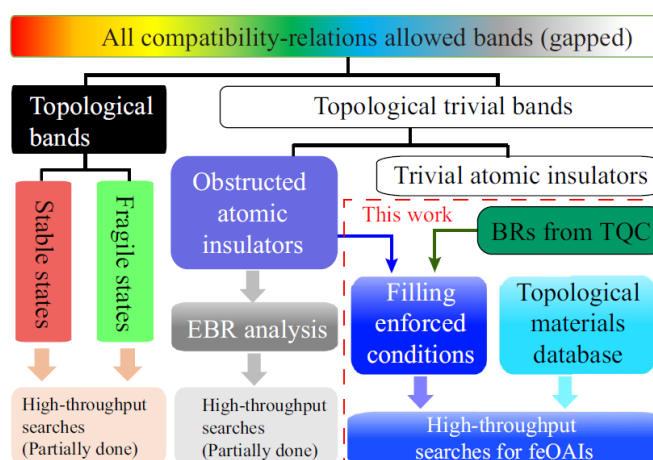 All compatibility-relations allowed bands (gapped)
Topological
bands
Topological trivial bands
Stable states
Fragile states
Obstructed
atomic
insulators
Trivial atomic insulators
This work
BRs from TQC
EBR analysis
Filling
enforced
conditions
Topological
materials
database
High-throughput
searches
(Partially done)
High-throughput
searches
(Partially done)
High-throughput
searches for feOAIs